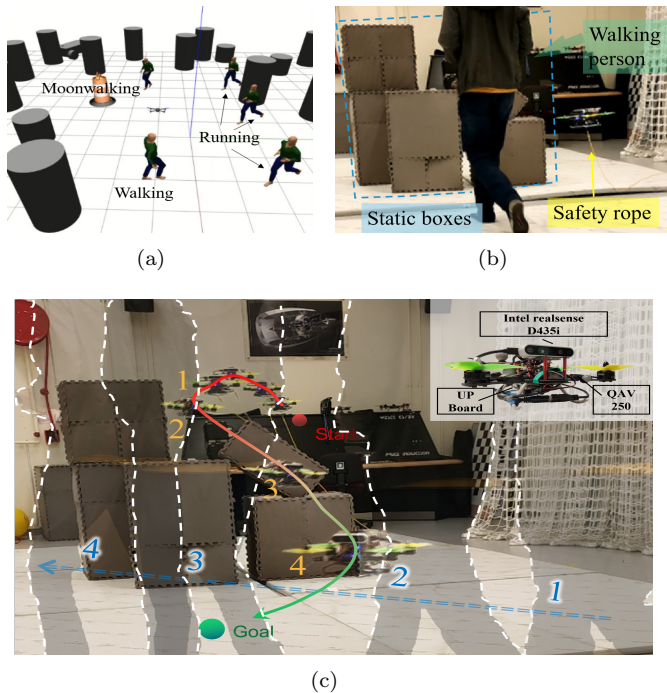 Moonwalking
Running
Walking
Walking
person
Static boxes
Safety rope
(a)
(b)
Intel realsense
D435i
UP
Board
QAV
250
1
2
Start
3
4
4
3
2
1
Goal
(c)